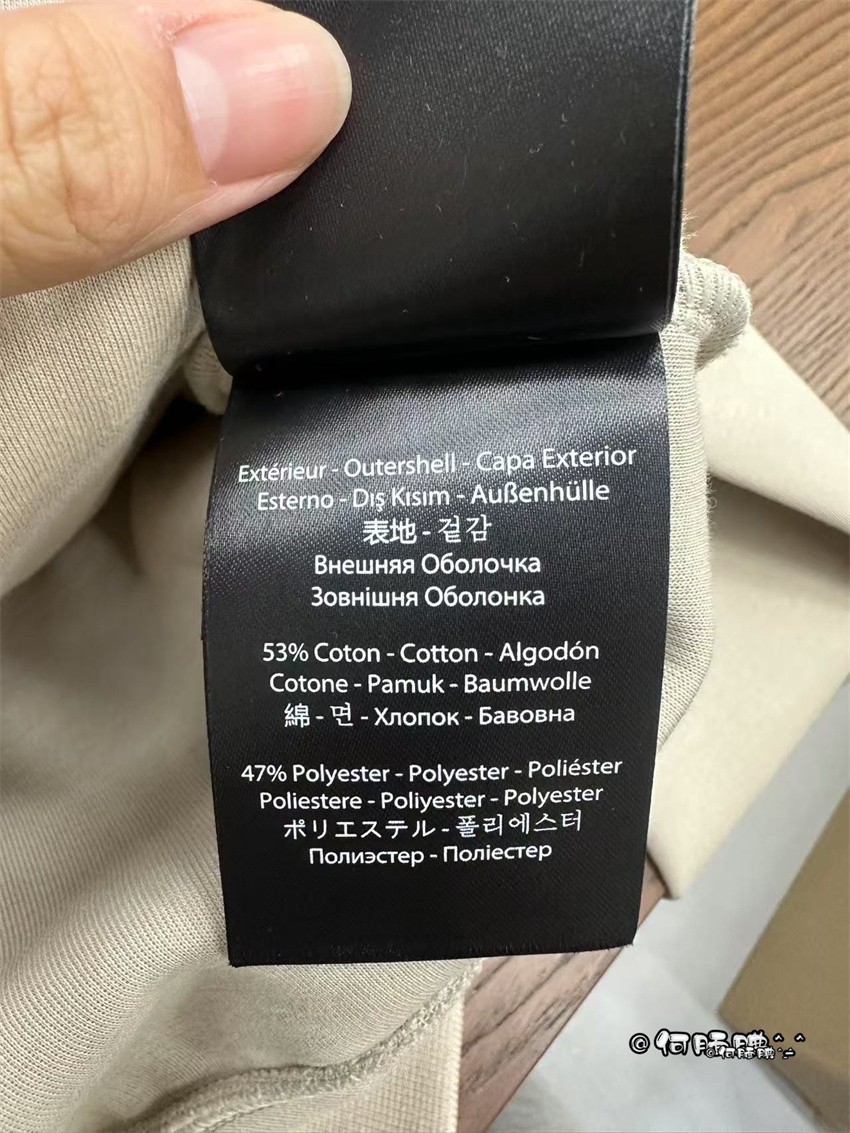 Extérieur - Outershell - Capa Exterior
Esterno - Dış Kısım - Außenhülle
表地 - 겉감
Внешняя Оболочка
Зовнішня Оболонка
53% Coton - Cotton - Algodón
Cotone - Pamuk - Baumwolle
綿 - 면 - Хлопок - Бавовна
47% Polyester - Polyester - Poliéster
Poliestere - Poliyester - Polyester
ポリエステル - 폴리에스터
Полиэстер - Поліестер